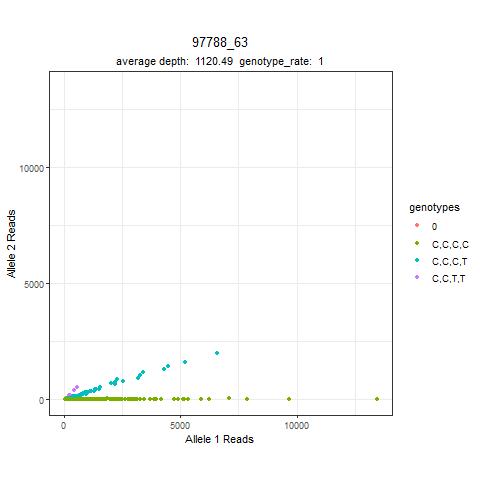 97788_63
average depth:  1120.49  genotype_rate:  1
10000
5000
0
0
5000
10000
Allele 2 Reads
Allele 1 Reads
genotypes
0
C,C,C,C
C,C,C,T
C,C,T,T